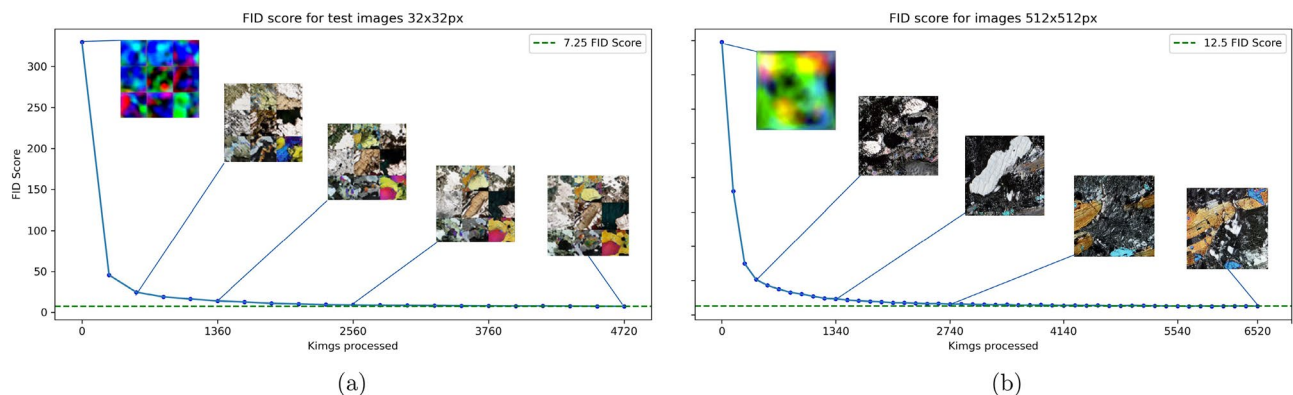 FID score for test images 32x32px
7.25 FID Score
FID Score
300
250
200
150
100
50
0
0 1360 2560 3760 4720
Kimgs processed
(a)
FID score for images 512x512px
12.5 FID Score
0 1340 2740 4140 5540 6520
Kimgs processed
(b)